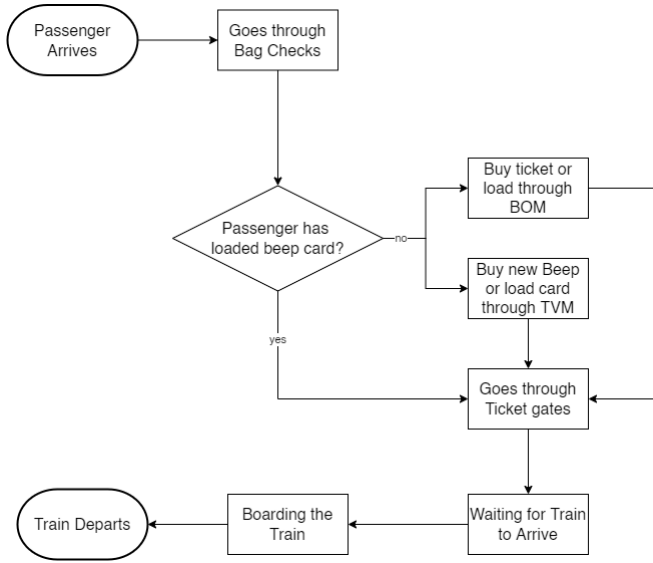 Passenger
Arrives
Goes through
Bag Checks
Passenger has
loaded beep card?
no
yes
Buy ticket or
load through
BOM
Buy new Beep
or load card
through TVM
Goes through
Ticket gates
Waiting for Train
to Arrive
Boarding the
Train
Train Departs